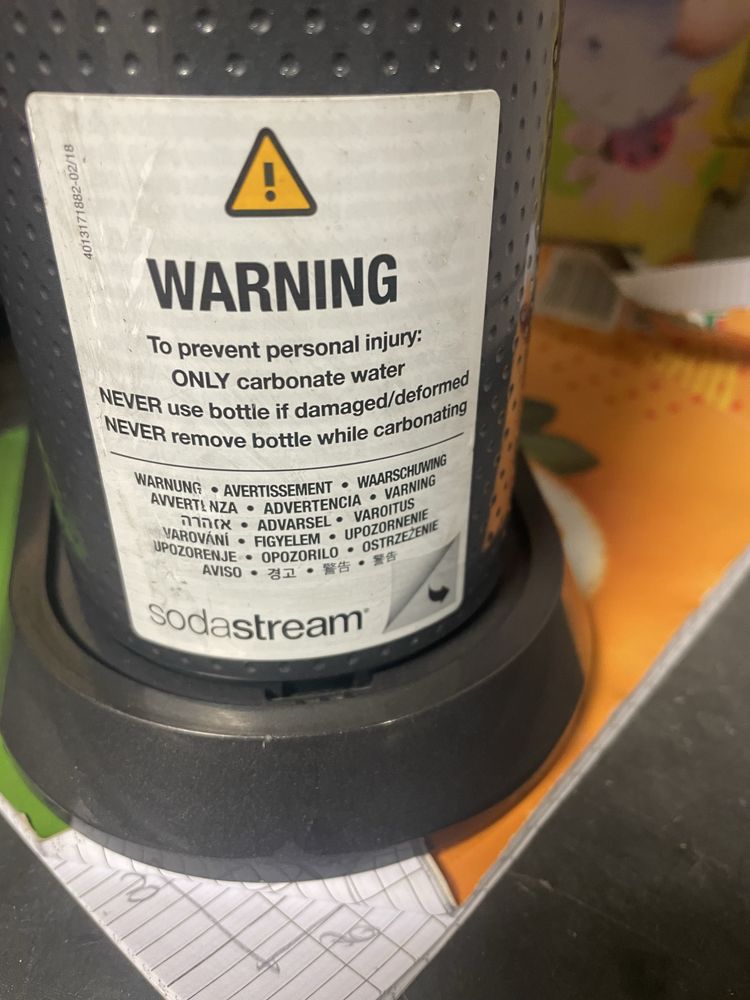 4013171882-02/18
WARNING
To prevent personal injury:
ONLY carbonate water
NEVER use bottle if damaged/deformed
NEVER remove bottle while carbonating
WARNUNG • AVERTISSEMENT • WAARSCHUWING
AVVERTENZA • ADVERTENCIA • VARNING
אזהרה • ADVARSEL • VAROITUS
VAROVÁNÍ • FIGYELEM • UPOZORNENIE
UPOZORENJE • OPOZORILO • OSTRZEŻENIE
AVISO • 경고 • 警告 • 警告
sodastream®